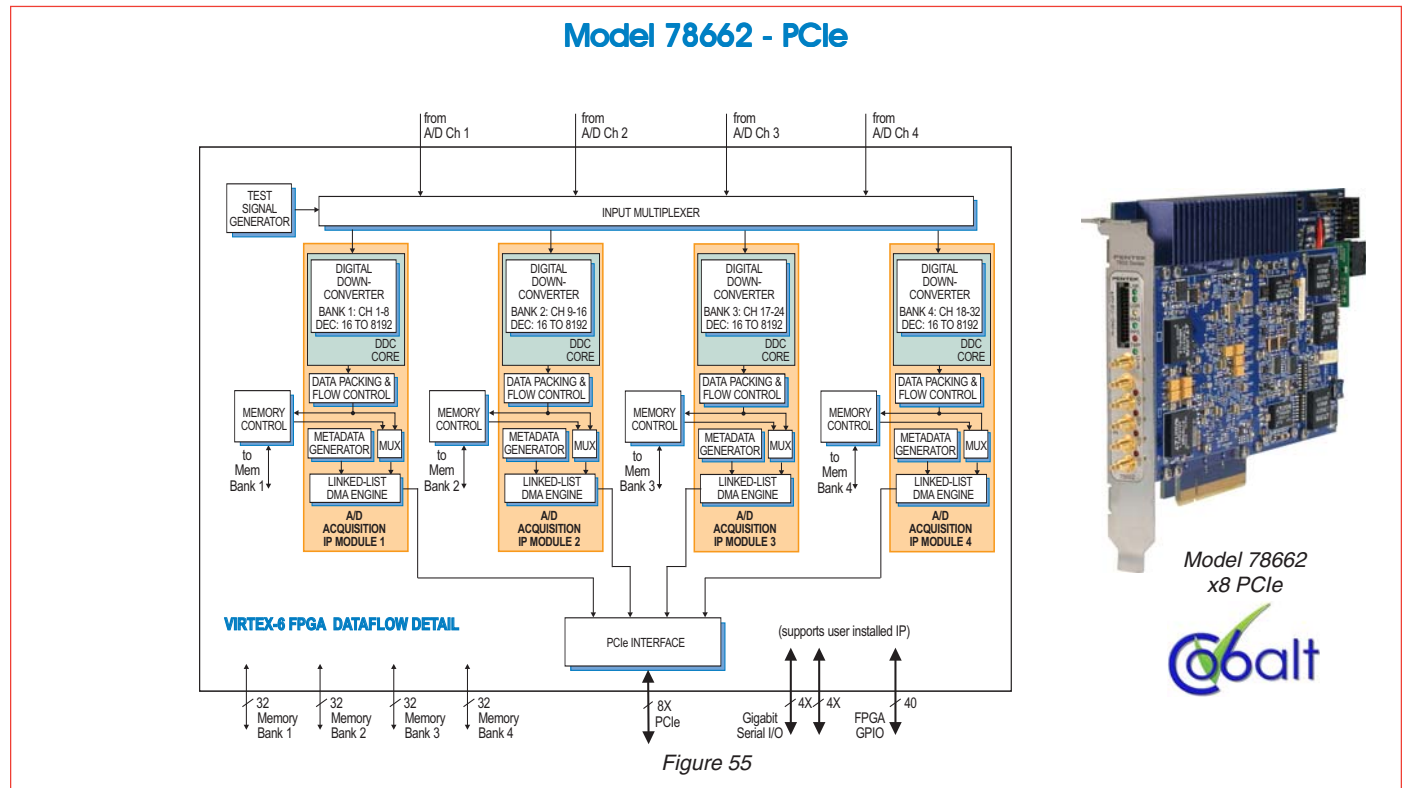 Model 78662 - PCIe
from
A/D Ch 1
from
A/D Ch 2
from
A/D Ch 3
from
A/D Ch 4
TEST
SIGNAL
GENERATOR
INPUT MULTIPLEXER
DIGITAL
DOWN-
CONVERTER
BANK 1: CH 1-8
DEC: 16 TO 8192
DDC
CORE
DATA PACKING &
FLOW CONTROL
MEMORY
CONTROL
METADATA
GENERATOR
MUX
to
Mem
Bank 1
LINKED-LIST
DMA ENGINE
A/D
ACQUISITION
IP MODULE 1
DIGITAL
DOWN-
CONVERTER
BANK 2: CH 9-16
DEC: 16 TO 8192
DDC
CORE
DATA PACKING &
FLOW CONTROL
MEMORY
CONTROL
METADATA
GENERATOR
MUX
to
Mem
Bank 2
LINKED-LIST
DMA ENGINE
A/D
ACQUISITION
IP MODULE 2
DIGITAL
DOWN-
CONVERTER
BANK 3: CH 17-24
DEC: 16 TO 8192
DDC
CORE
DATA PACKING &
FLOW CONTROL
MEMORY
CONTROL
METADATA
GENERATOR
MUX
to
Mem
Bank 3
LINKED-LIST
DMA ENGINE
A/D
ACQUISITION
IP MODULE 3
DIGITAL
DOWN-
CONVERTER
BANK 4: CH 18-32
DEC: 16 TO 8192
DDC
CORE
DATA PACKING &
FLOW CONTROL
MEMORY
CONTROL
METADATA
GENERATOR
MUX
to
Mem
Bank 4
LINKED-LIST
DMA ENGINE
A/D
ACQUISITION
IP MODULE 4
VIRTEX-6 FPGA DATAFLOW DETAIL
PCIe INTERFACE
(supports user installed IP)
32
Memory
Bank 1
32
Memory
Bank 2
32
Memory
Bank 3
32
Memory
Bank 4
8X
PCIe
Gigabit
Serial I/O
4X
4X
FPGA
GPIO
40
Figure 55
PENTEK
Model 78662
x8 PCIe
Cobalt